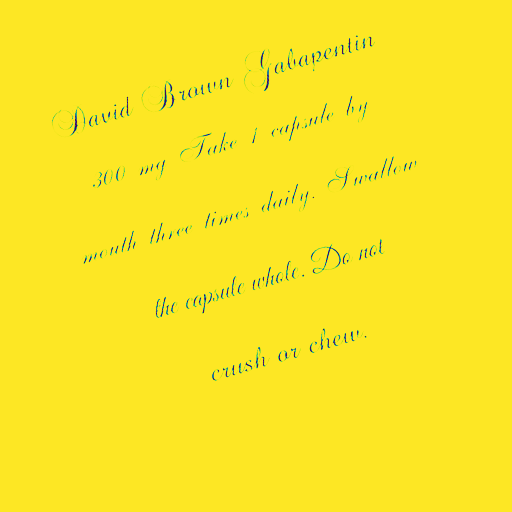 David Brown Gabapentin
300 mg Take 1 capsule by
mouth three times daily. Swallow
the capsule whole. Do not
crush or chew.